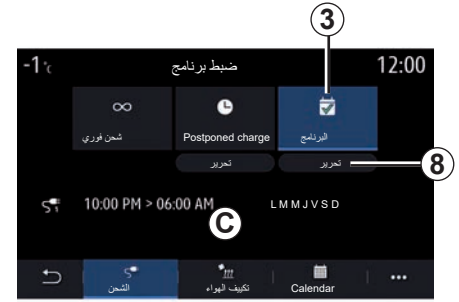 3
-1°c ضبط برنامج 12:00
∞ شحن فوري
Postponed charge
البرنامج
تحرير
تحرير
8
10:00 PM > 06:00 AM
L M M J V S D
C
الشحن
تكييف الهواء
Calendar
...